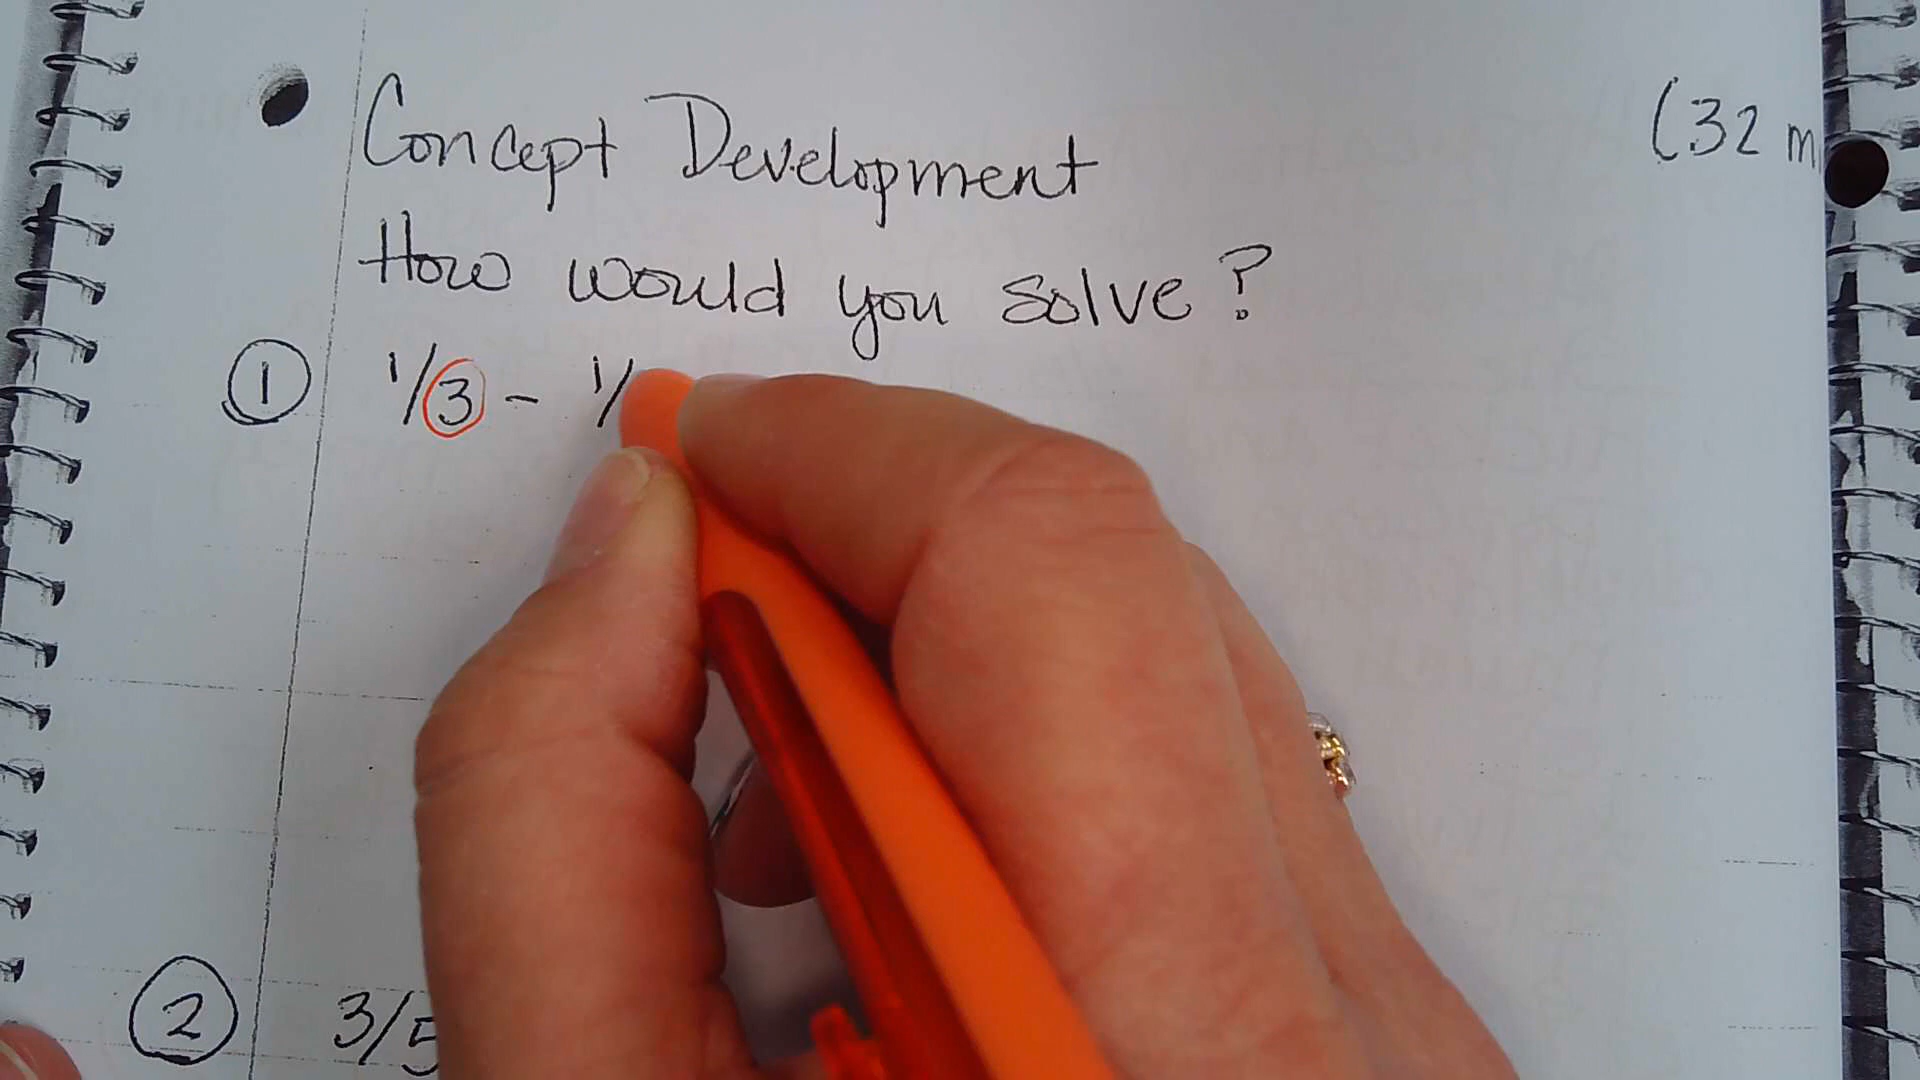 Concept Development (32 m
How would you solve?
① 1/3 - 1/
② 3/5